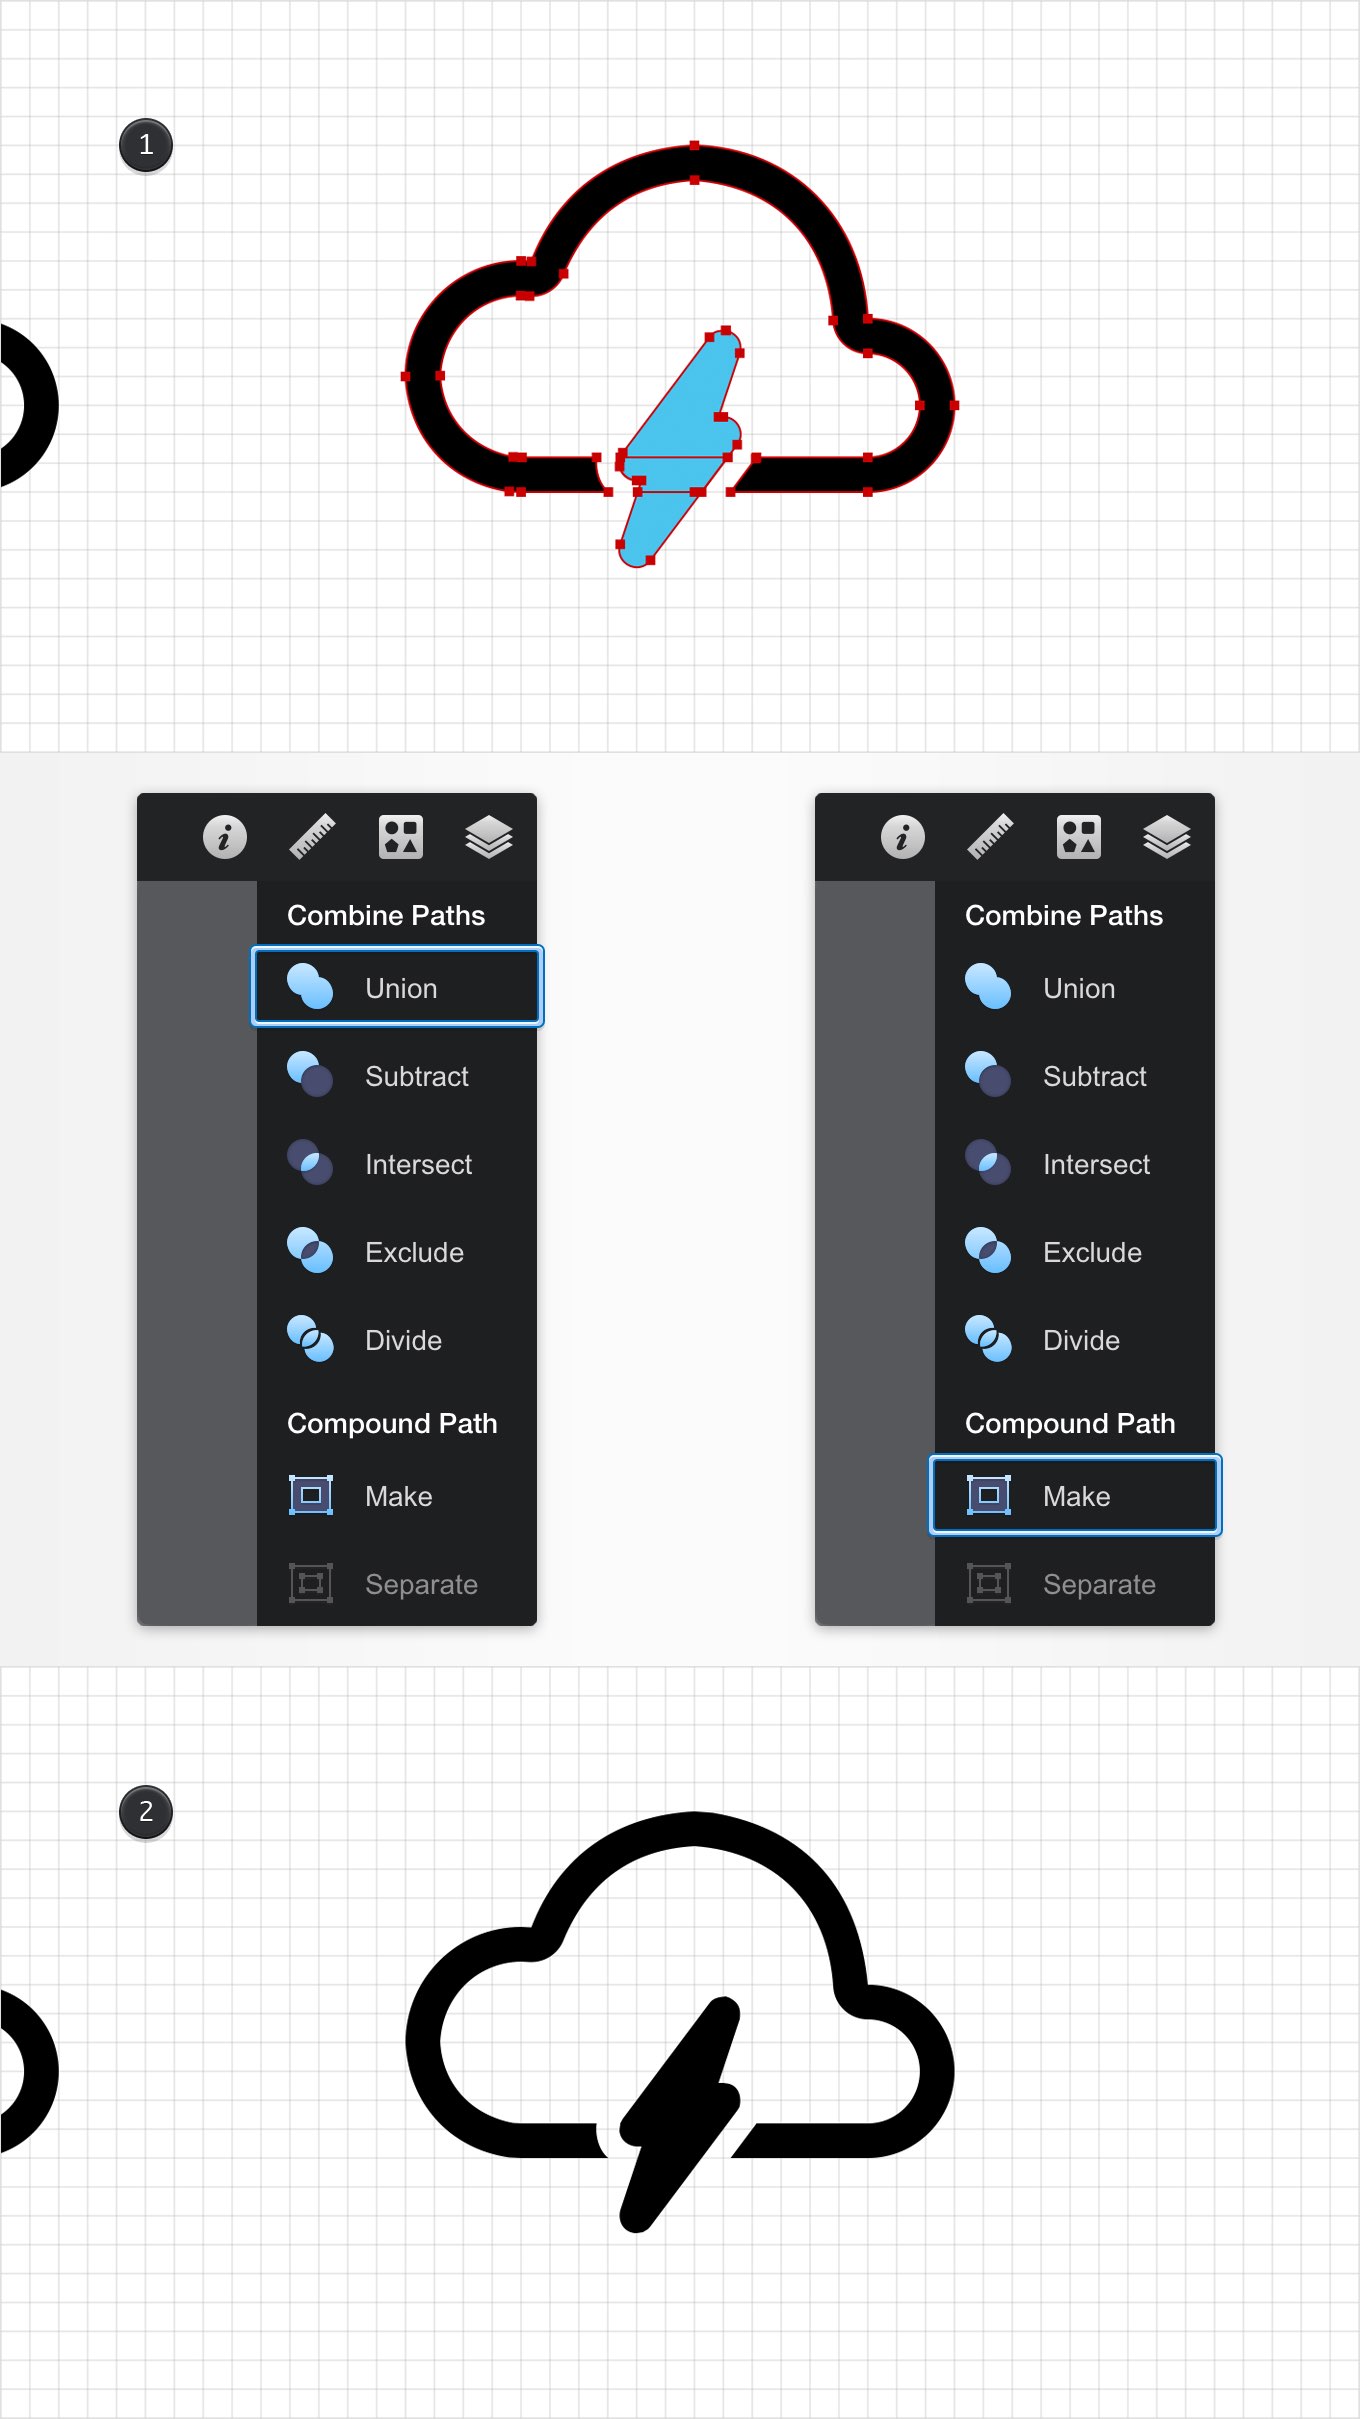 1
Combine Paths
Union
Subtract
Intersect
Exclude
Divide
Compound Path
Make
Separate
Combine Paths
Union
Subtract
Intersect
Exclude
Divide
Compound Path
Make
Separate
2